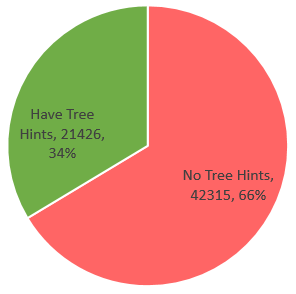 Have Tree
Hints, 21426,
34%
No Tree Hints,
42315, 66%